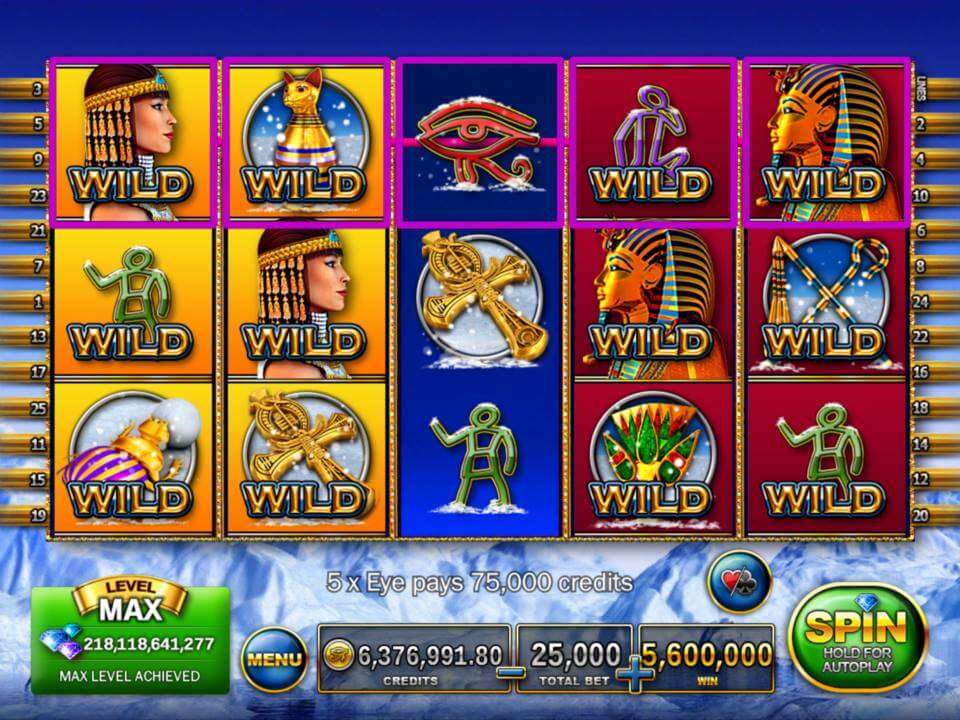 3
5
9
23
21
7
1
13
17
25
11
15
19
WILD WILD WILD WILD
WILD WILD WILD WILD
WILD WILD WILD WILD
LINES
2
4
10
6
8
24
22
16
18
14
12
20
5 x Eye pays 75,000 credits
LEVEL
MAX
218,118,641,277
MAX LEVEL ACHIEVED
MENU
6,376,991.80
CREDITS
25,000
TOTAL BET
5,600,000
WIN
SPIN
HOLD FOR
AUTOPLAY